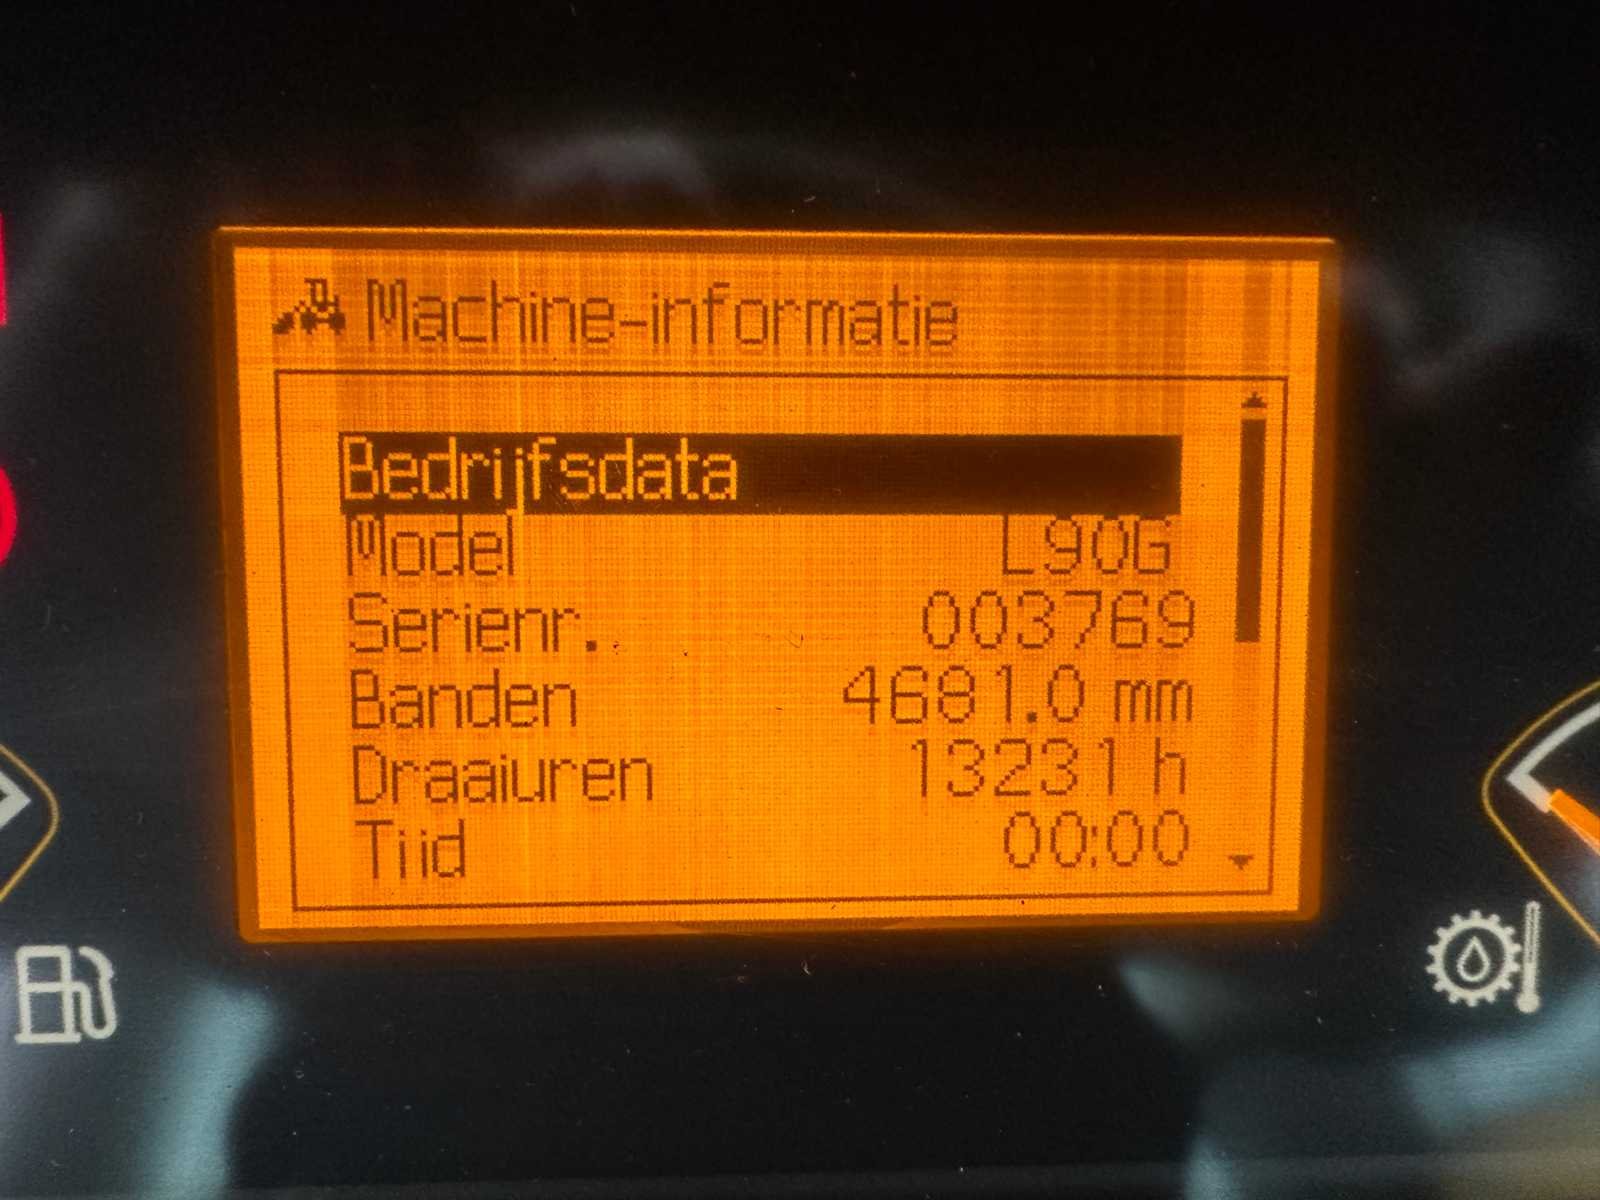 Machine-informatie
Bedrijfsdata
Model L90G
Serienr. 003769
Banden 4681.0 mm
Draaiuren 13231 h
Tijd 00:00